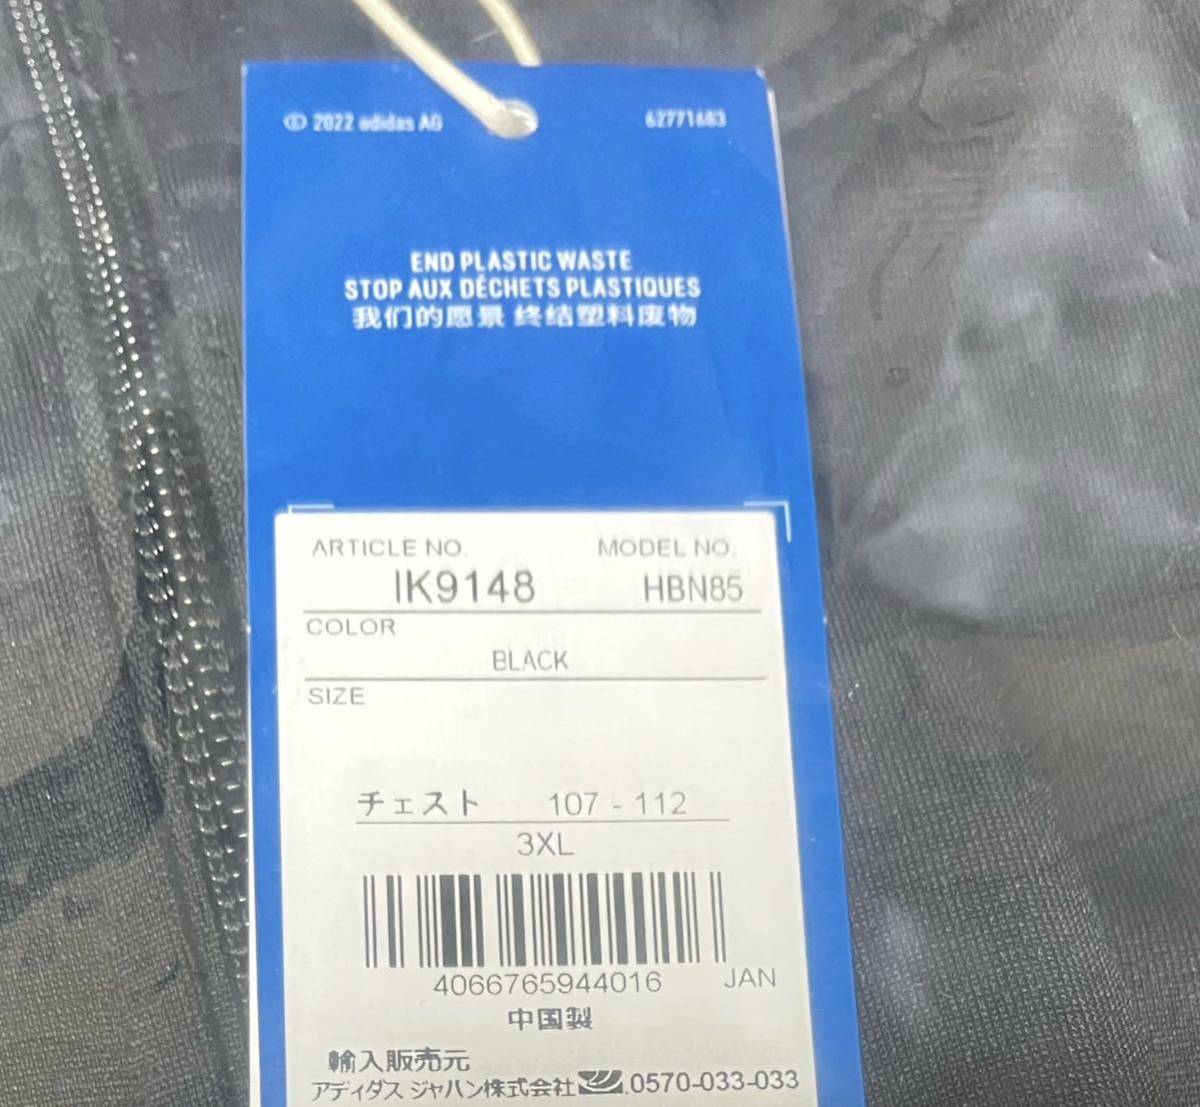 © 2022 adidas AG 62771683
END PLASTIC WASTE
STOP AUX DÉCHETS PLASTIQUES
我们的愿景 终结塑料废物
ARTICLE NO. MODEL NO.
IK9148 HBN85
COLOR
BLACK
SIZE
チェスト 107 - 112
3XL
4066765944016 JAN
中国製
輸入販売元
アディダス ジャパン株式会社 0570-033-033